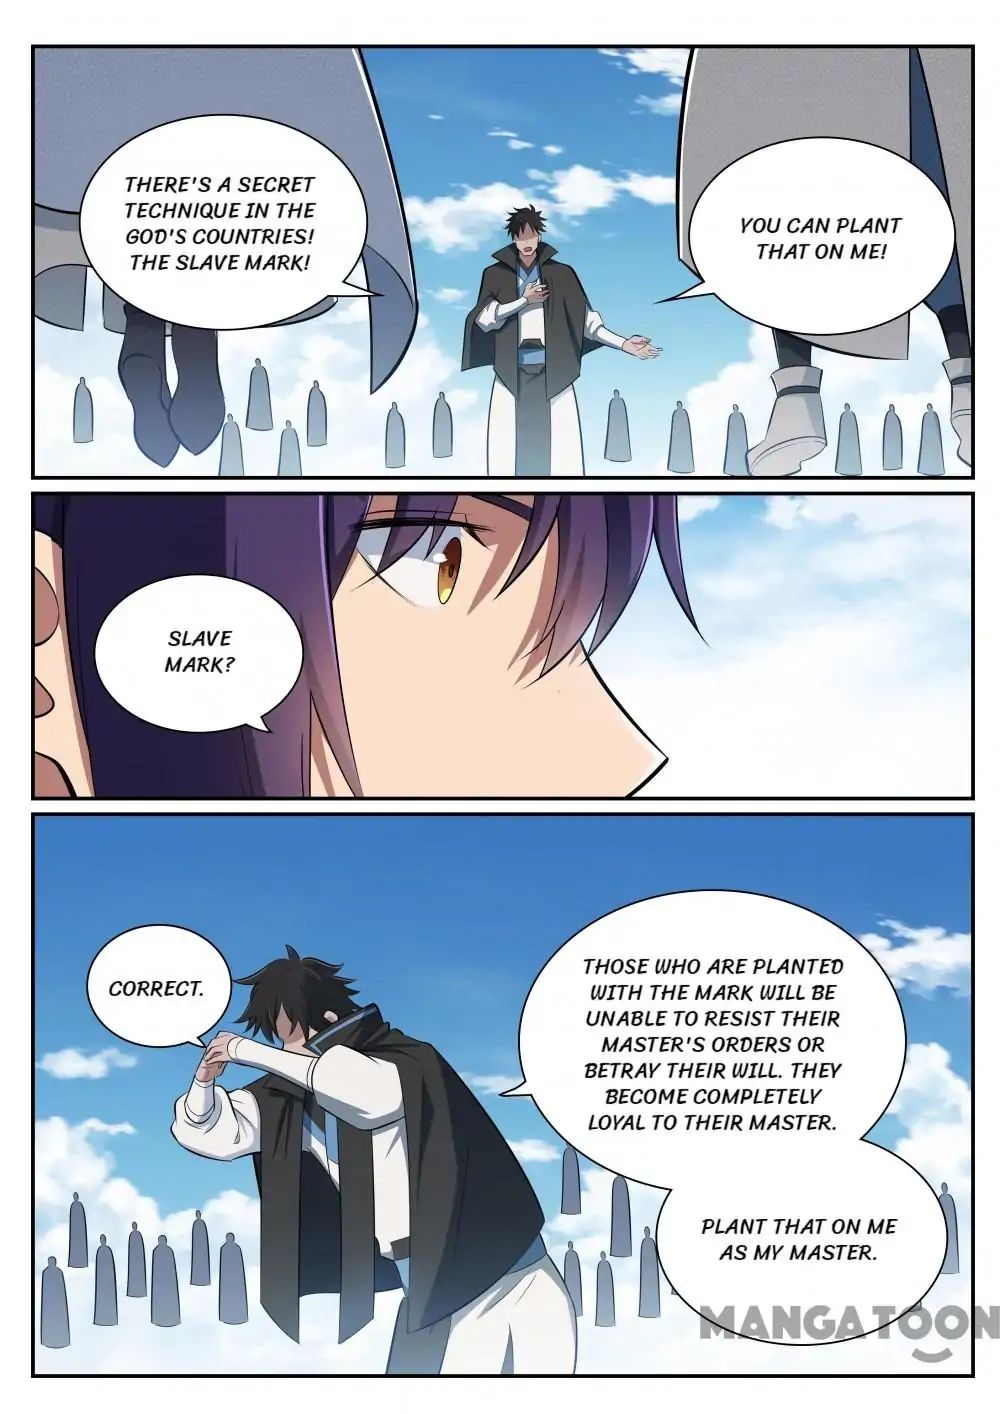 THERE'S A SECRET
TECHNIQUE IN THE
GOD'S COUNTRIES!
THE SLAVE MARK!
YOU CAN PLANT
THAT ON ME!
SLAVE
MARK?
CORRECT.
THOSE WHO ARE PLANTED
WITH THE MARK WILL BE
UNABLE TO RESIST THEIR
MASTER'S ORDERS OR
BETRAY THEIR WILL. THEY
BECOME COMPLETELY
LOYAL TO THEIR MASTER.
PLANT THAT ON ME
AS MY MASTER.
MANGATOON